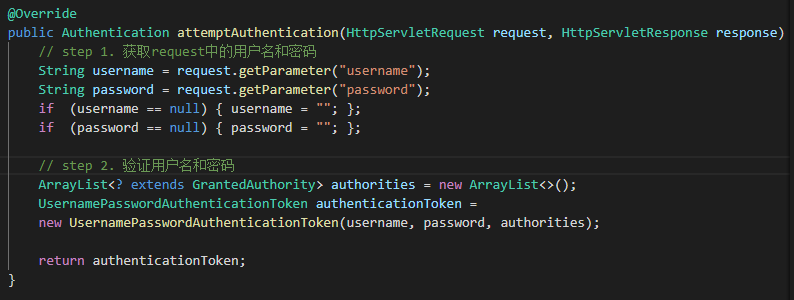 @Override
public Authentication attemptAuthentication(HttpServletRequest request, HttpServletResponse response)
// step 1. 获取request中的用户名和密码
String username = request.getParameter("username");
String password = request.getParameter("password");
if  (username == null) { username = ""; };
if  (password == null) { password = ""; };
// step 2. 验证用户名和密码
ArrayList<? extends GrantedAuthority> authorities = new ArrayList<>();
UsernamePasswordAuthenticationToken authenticationToken =
new UsernamePasswordAuthenticationToken(username, password, authorities);
return authenticationToken;
}